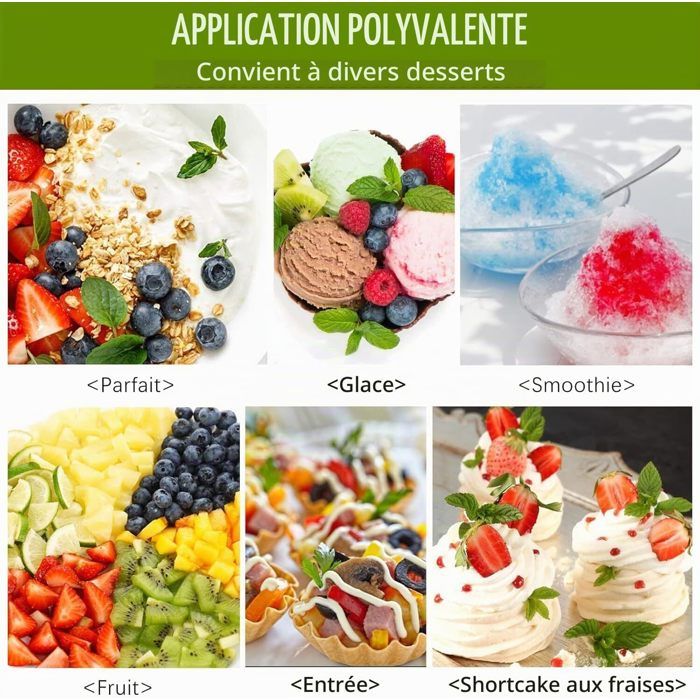 APPLICATION POLYVALENTE
Convient à divers desserts
<Parfait>
<Glace>
<Smoothie>
<Fruit>
<Entrée>
<Shortcake aux fraises>